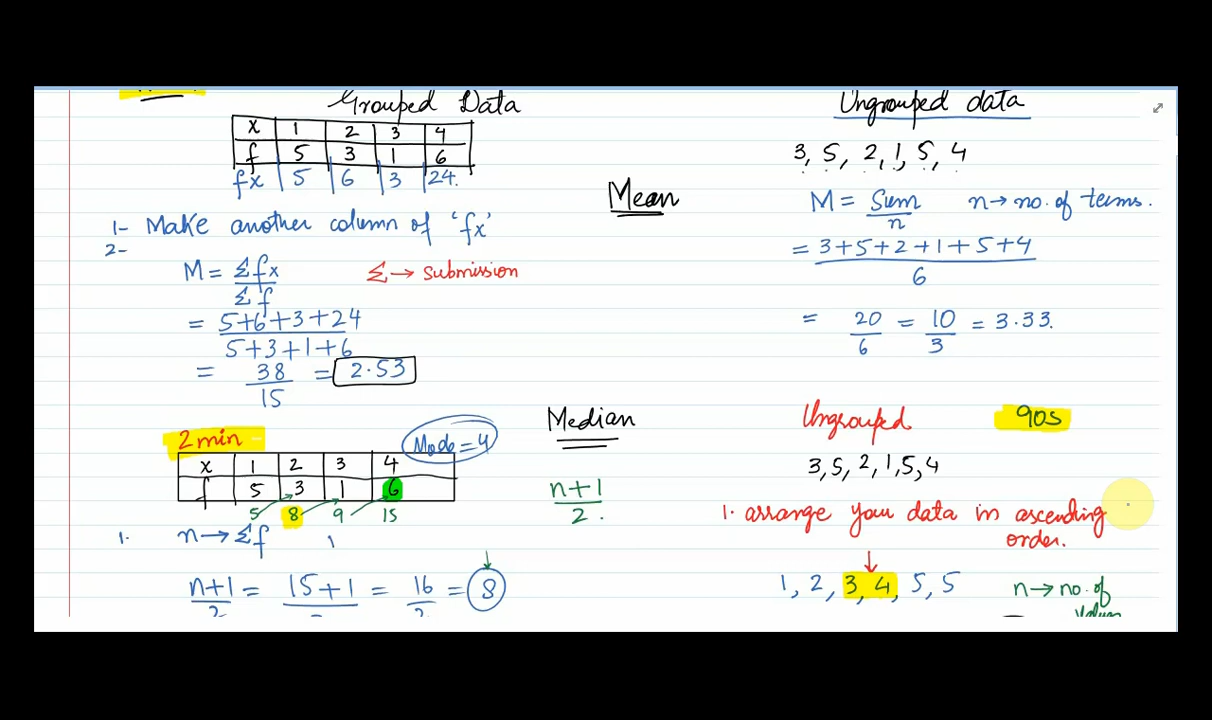 Grouped Data
x 1 2 3 4
f 5 3 1 6
fx 5 6 3 24.
1- Make another column of 'fx'
2-
M = Σfx / Σf
Σ → submission
= 5+6+3+24 / 5+3+1+6
= 38 / 15 = 2.53
Mean
Ungrouped data
3, 5, 2, 1, 5, 4
M = Sum / n n → no. of terms.
= 3+5+2+1+5+4 / 6
= 20 / 6 = 10 / 3 = 3.33.
2 min
Mode = 4
x 1 2 3 4
f 5 3 1 6
5 8 9 15
1. n → Σf
n+1 / 2 = 15+1 = 16 / 2 = 8
Median
n+1 / 2.
Ungrouped 90s
3, 5, 2, 1, 5, 4
1. arrange your data in ascending
order.
1, 2, 3, 4, 5, 5
n → no. of
values